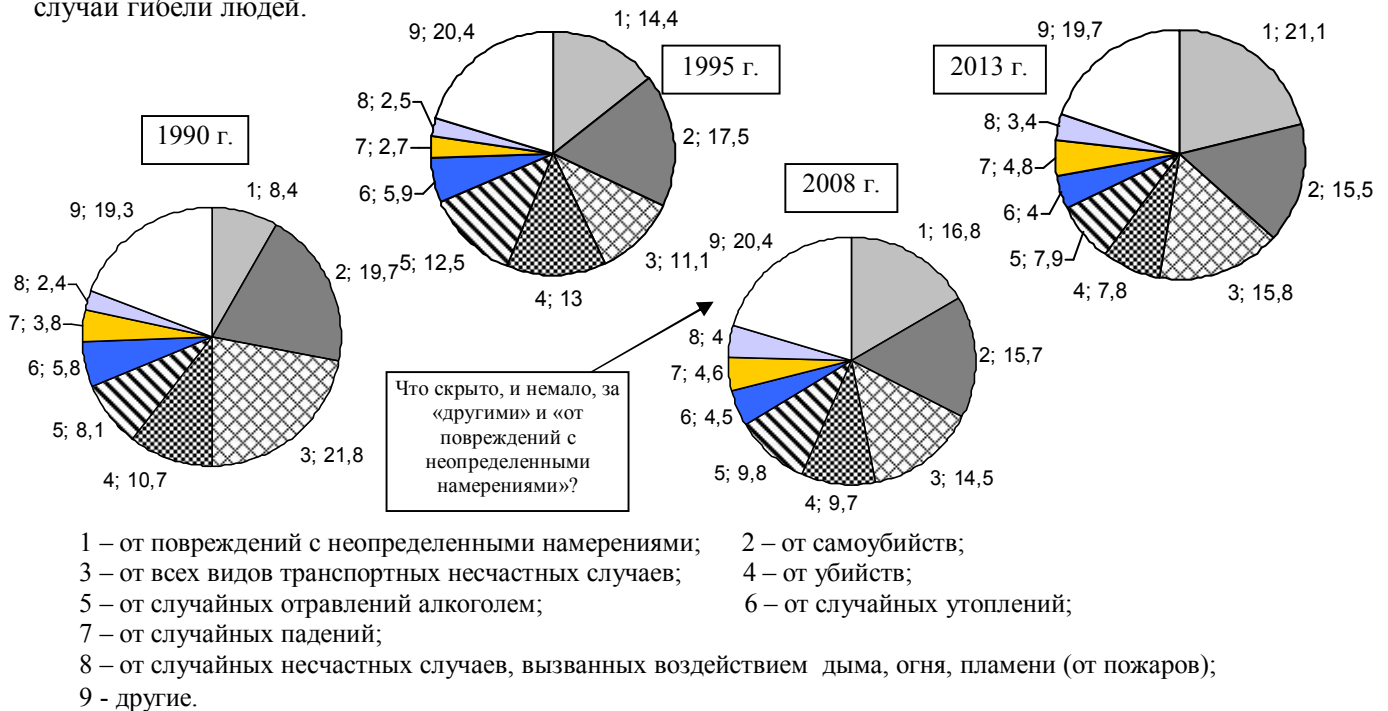 случаи гибели людей.
1990 г.
1; 8,4
2; 19,7
3; 21,8
4; 10,7
5; 8,1
6; 5,8
7; 3,8
8; 2,4
9; 19,3
1995 г.
1; 14,4
2; 17,5
3; 11,1
4; 13
5; 12,5
6; 5,9
7; 2,7
8; 2,5
9; 20,4
2008 г.
1; 16,8
2; 15,7
3; 14,5
4; 9,7
5; 9,8
6; 4,5
7; 4,6
8; 4
9; 20,4
2013 г.
1; 21,1
2; 15,5
3; 15,8
4; 7,8
5; 7,9
6; 4
7; 4,8
8; 3,4
9; 19,7
Что скрыто, и немало, за
«другими» и «от
повреждений с
неопределенными
намерениями»?
1 – от повреждений с неопределенными намерениями; 2 – от самоубийств;
3 – от всех видов транспортных несчастных случаев; 4 – от убийств;
5 – от случайных отравлений алкоголем; 6 – от случайных утоплений;
7 – от случайных падений;
8 – от случайных несчастных случаев, вызванных воздействием дыма, огня, пламени (от пожаров);
9 - другие.